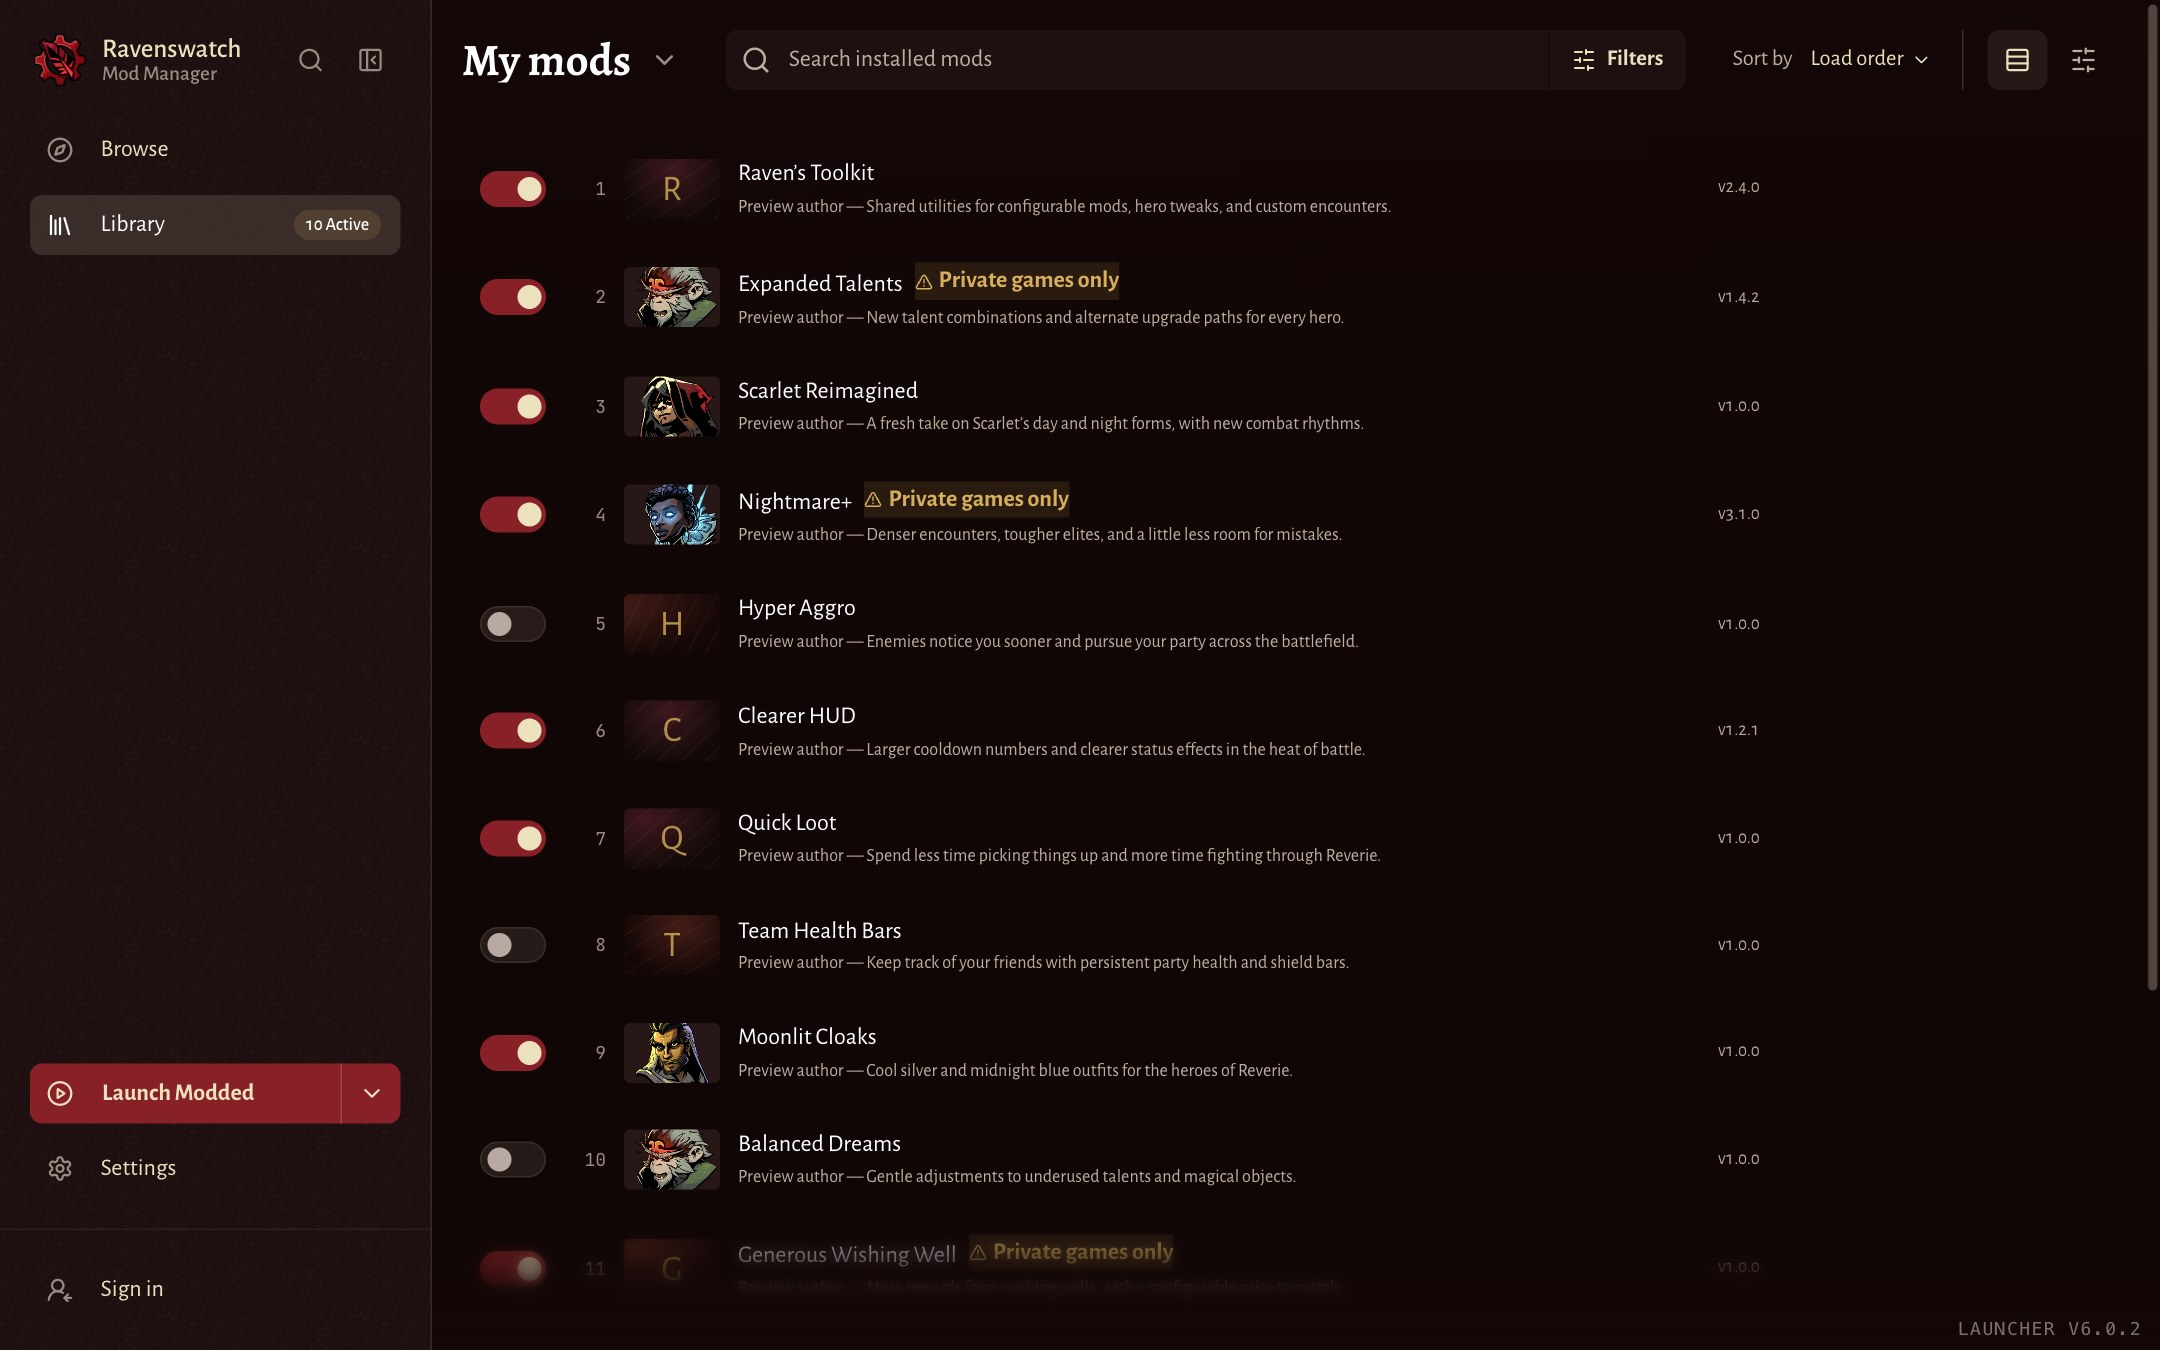 Ravenswatch
Mod Manager
Browse
Library
10 Active
Launch Modded
Settings
Sign in
My mods
Search installed mods
Filters
Sort by Load order
1
R
Raven's Toolkit
Preview author — Shared utilities for configurable mods, hero tweaks, and custom encounters.
v2.4.0
2
Expanded Talents Private games only
Preview author — New talent combinations and alternate upgrade paths for every hero.
v1.4.2
3
Scarlet Reimagined
Preview author — A fresh take on Scarlet's day and night forms, with new combat rhythms.
v1.0.0
4
Nightmare+ Private games only
Preview author — Denser encounters, tougher elites, and a little less room for mistakes.
v3.1.0
5
H
Hyper Aggro
Preview author — Enemies notice you sooner and pursue your party across the battlefield.
v1.0.0
6
C
Clearer HUD
Preview author — Larger cooldown numbers and clearer status effects in the heat of battle.
v1.2.1
7
Q
Quick Loot
Preview author — Spend less time picking things up and more time fighting through Reverie.
v1.0.0
8
T
Team Health Bars
Preview author — Keep track of your friends with persistent party health and shield bars.
v1.0.0
9
Moonlit Cloaks
Preview author — Cool silver and midnight blue outfits for the heroes of Reverie.
v1.0.0
10
Balanced Dreams
Preview author — Gentle adjustments to underused talents and magical objects.
v1.0.0
11
G
Generous Wishing Well Private games only
Preview author — More rewards from wishing wells, with a configurable price to match.
v1.0.0
LAUNCHER V6.0.2